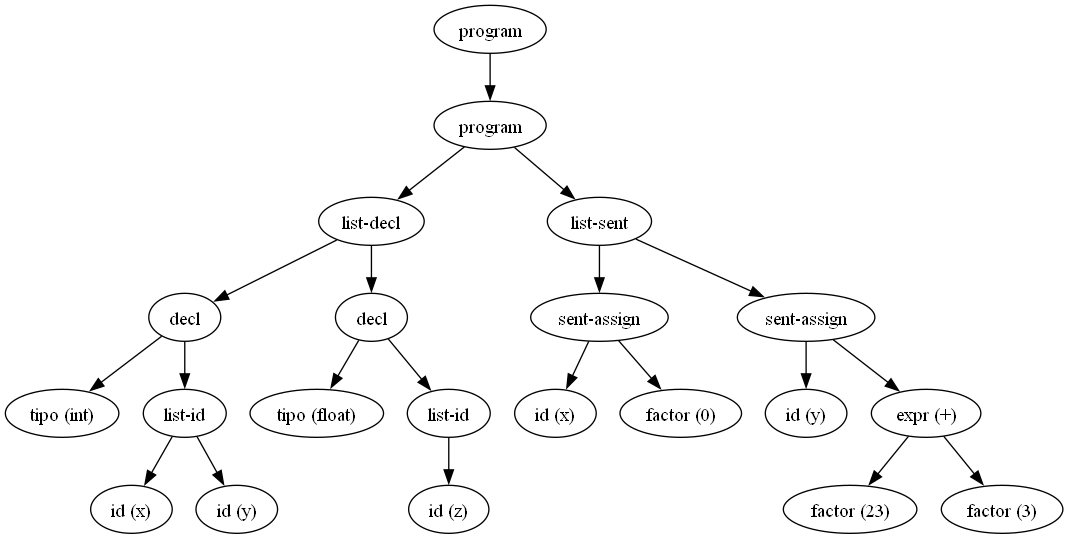 program
program
list-decl
list-sent
decl
decl
sent-assign
sent-assign
tipo (int)
list-id
tipo (float)
list-id
id (x)
factor (0)
id (y)
expr (+)
id (x)
id (y)
id (z)
factor (23)
factor (3)